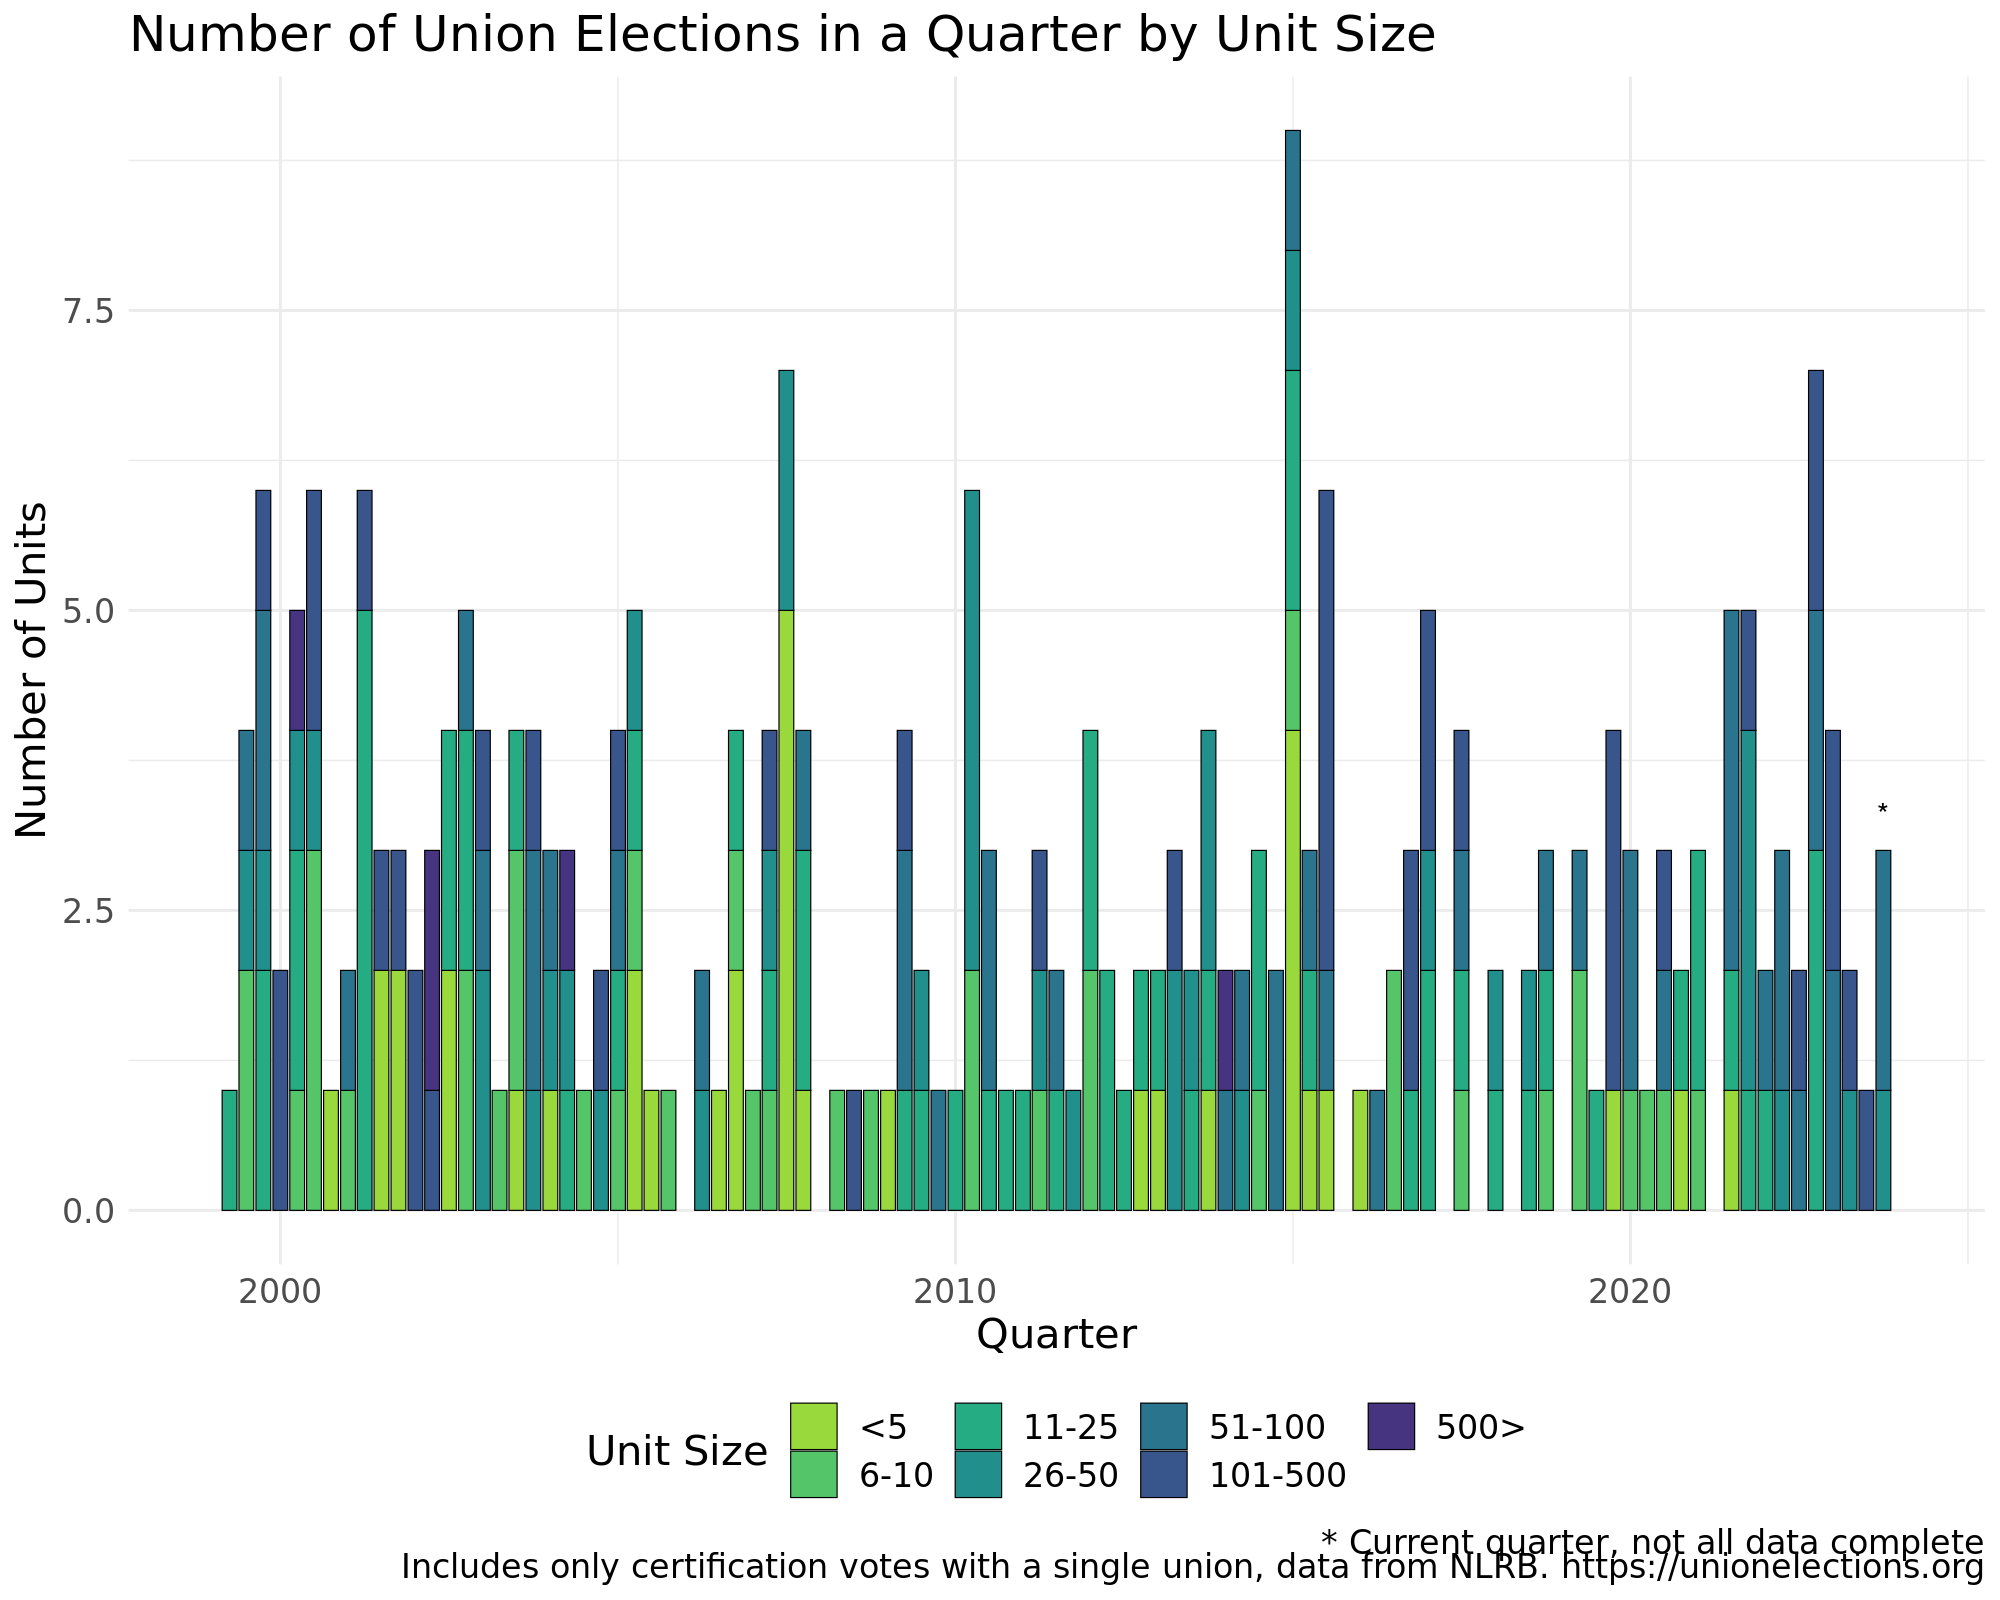 Number of Union Elections in a Quarter by Unit Size
Number of Units
7.5
5.0
2.5
0.0
*
2000 2010 2020
Quarter
Unit Size
<5 11-25 51-100 500>
6-10 26-50 101-500
* Current quarter, not all data complete
Includes only certification votes with a single union, data from NLRB. https://unionelections.org